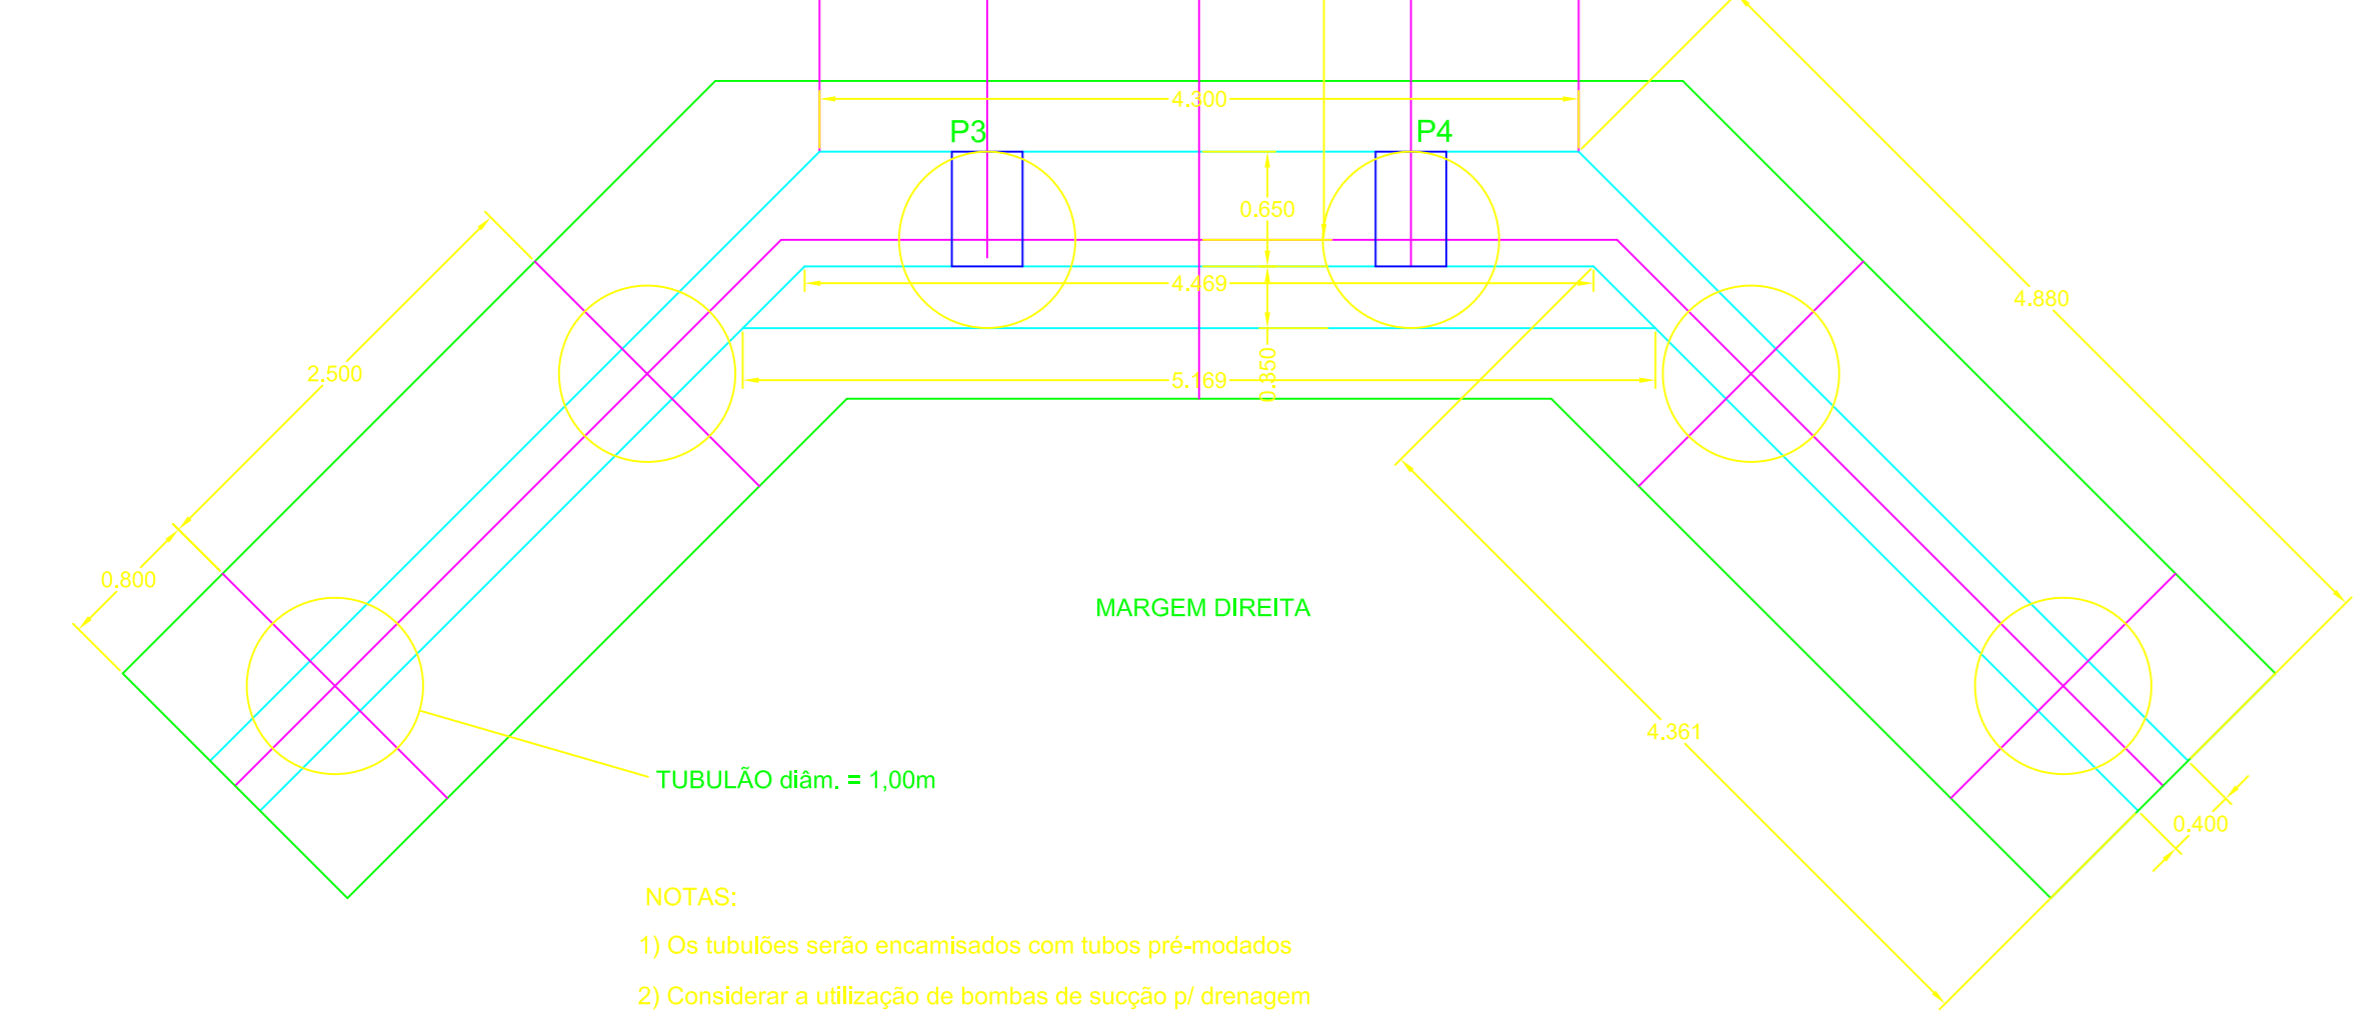 4.300
P3
P4
0.650
4.469
4.880
2.500
5.169
0.350
0.800
MARGEM DIREITA
4.361
TUBULÃO diâm. = 1,00m
0.400
NOTAS:
1) Os tubulões serão encamisados com tubos pré-modados
2) Considerar a utilização de bombas de sucção p/ drenagem